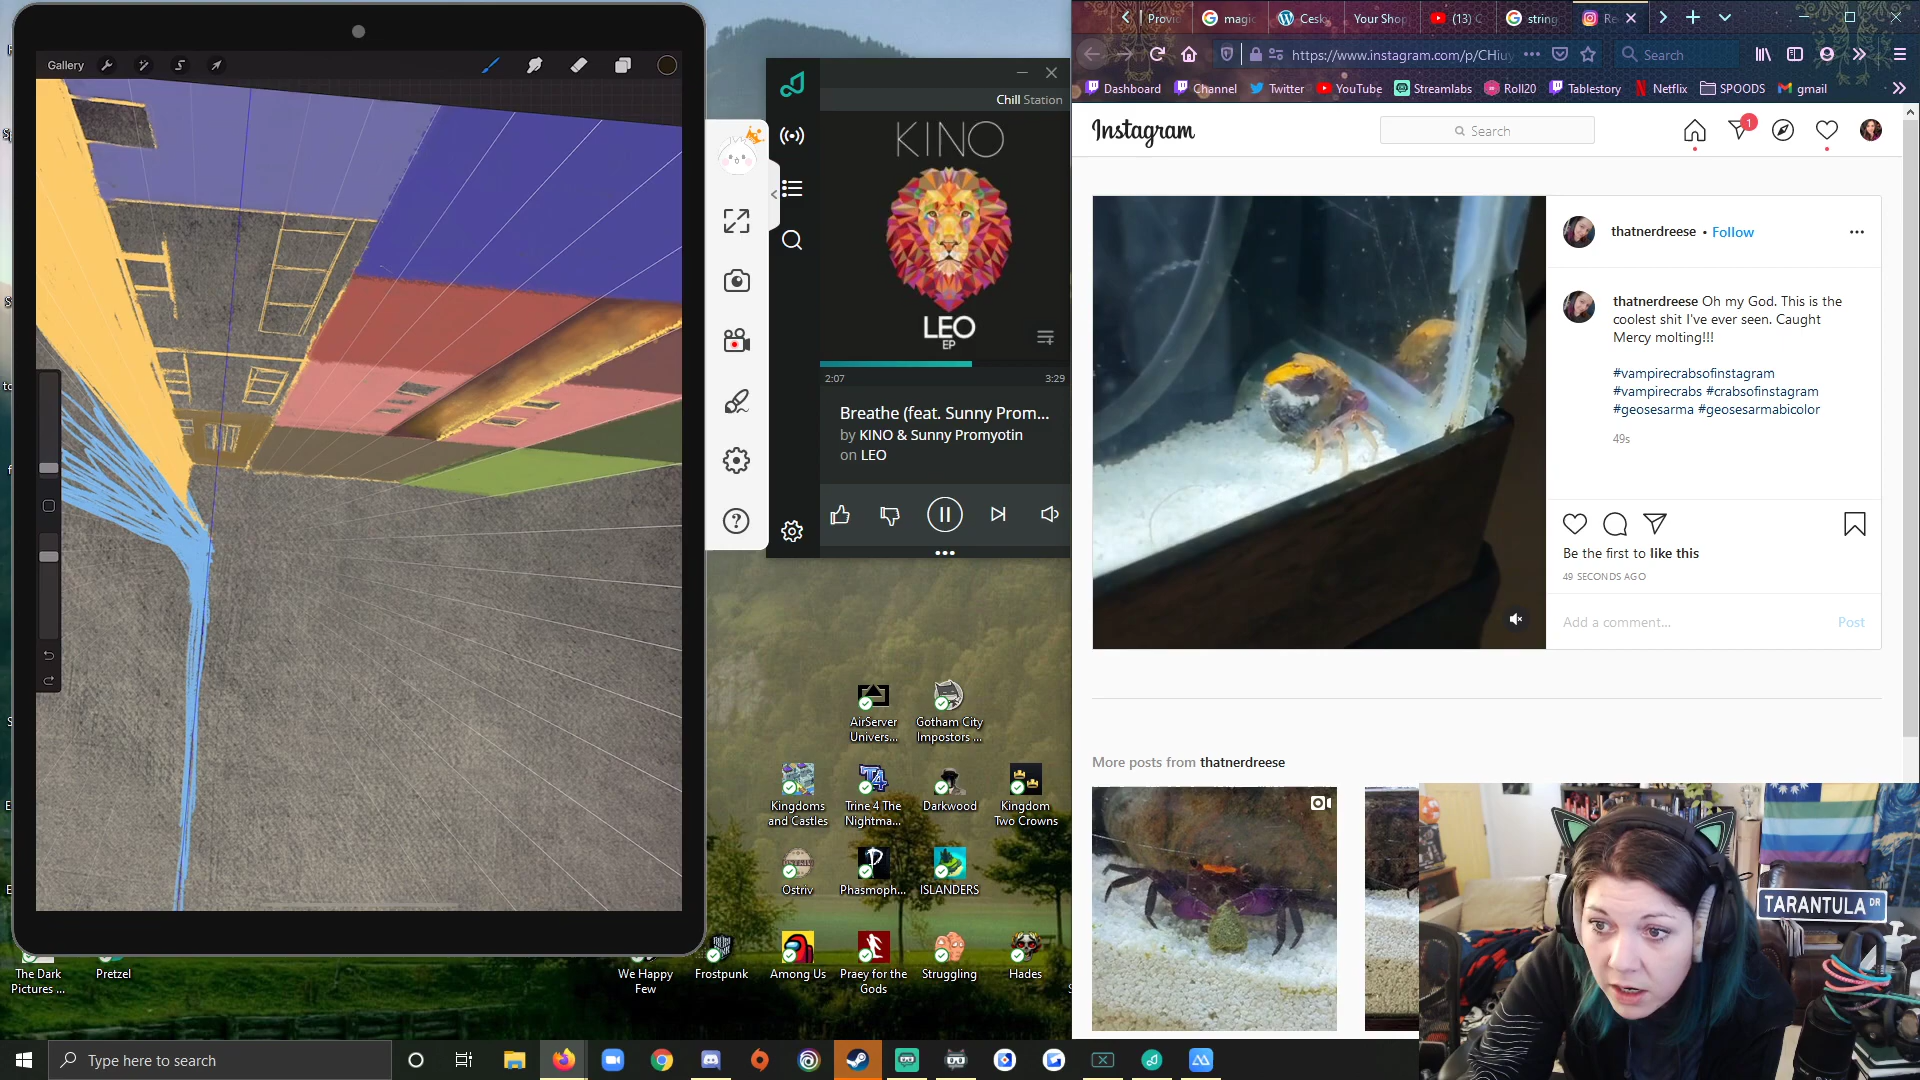 Gallery
Chill Station
KINO
LEO
EP
2:07
3:29
Breathe (feat. Sunny Prom...
by KINO & Sunny Promyotin
on LEO
magic
Cesk
Your Shop
(13)
string
https://www.instagram.com/p/CHiuy
Search
Dashboard
Channel
Twitter
YouTube
Streamlabs
Roll20
Tablestory
Netflix
SPOODS
gmail
Instagram
Search
1
thatnerdreese • Follow
thatnerdreese Oh my God. This is the
coolest shit I've ever seen. Caught
Mercy molting!!!
#vampirecrabsofinstagram
#vampirecrabs #crabsofinstagram
#geosesarma #geosesarmabicolor
49s
Be the first to like this
49 SECONDS AGO
Add a comment...
Post
More posts from thatnerdreese
TARANTULA DR
AirServer
Univers...
Gotham City
Impostors ...
Kingdoms
and Castles
Trine 4 The
Nightma...
Darkwood
Kingdom
Two Crowns
Ostriv
Phasmoph...
ISLANDERS
The Dark
Pictures ...
Pretzel
We Happy
Few
Frostpunk
Among Us
Praey for the
Gods
Struggling
Hades
Type here to search